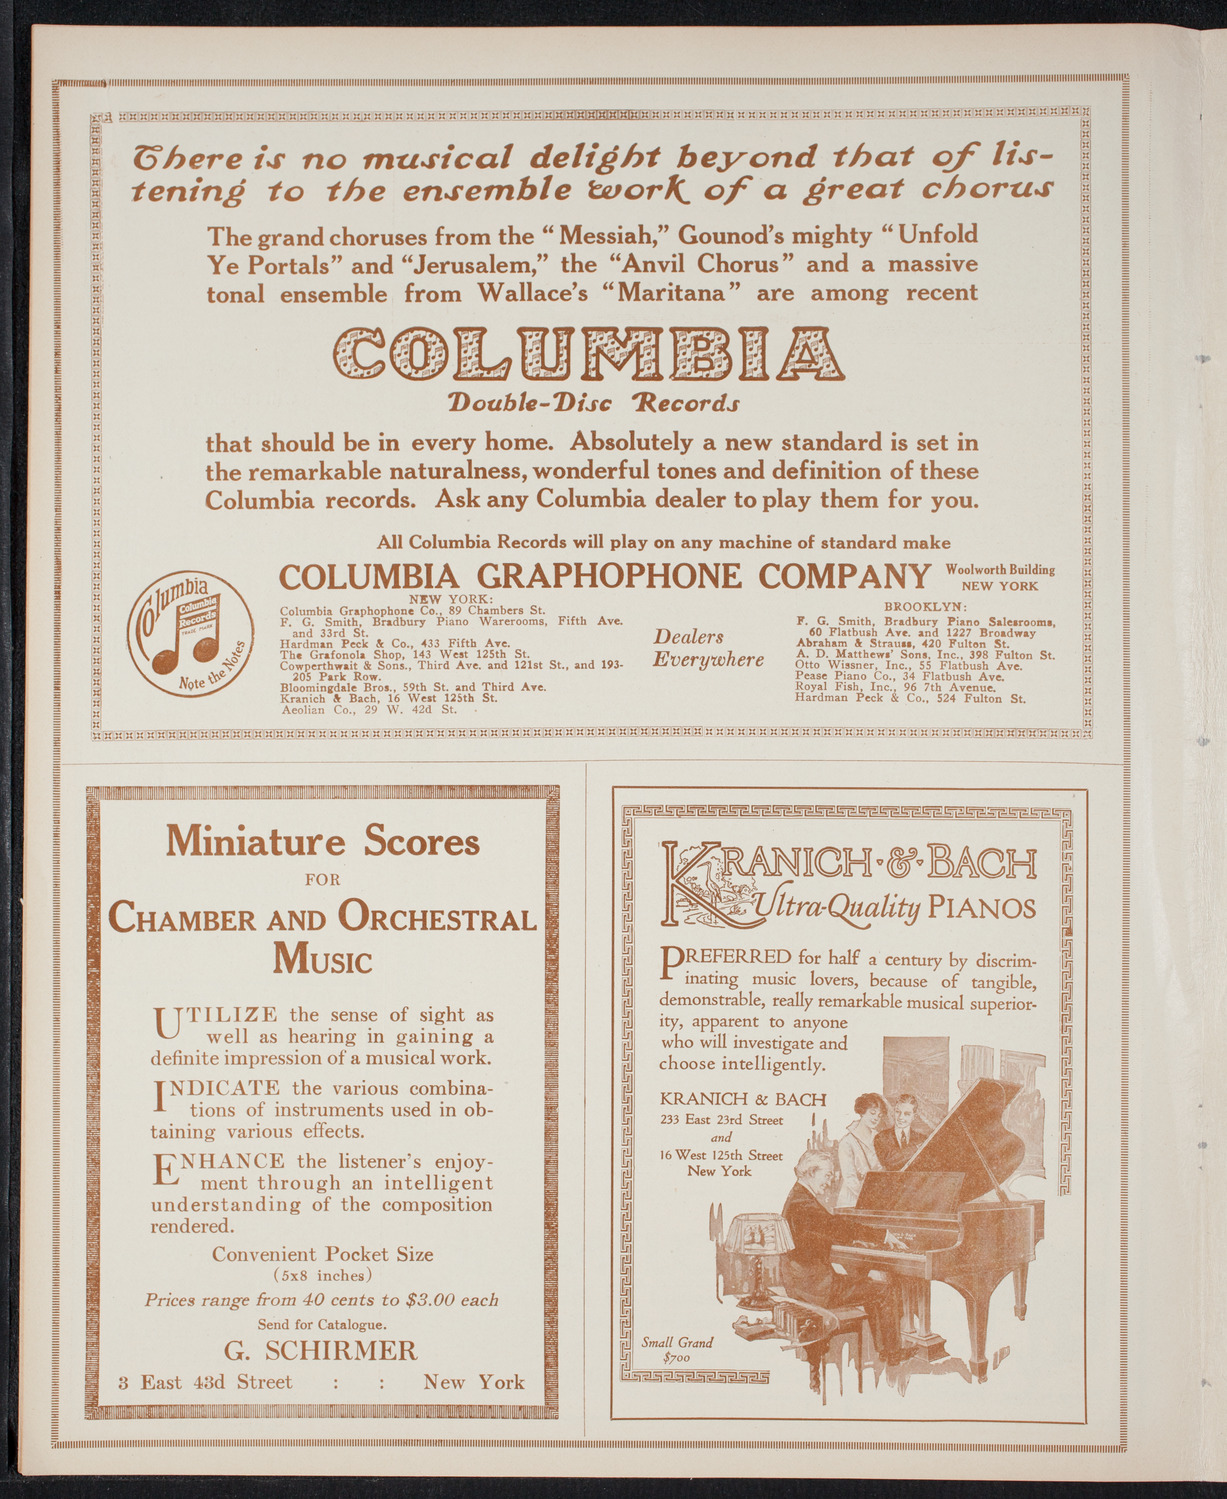 There is no musical delight beyond that of lis-
tening to the ensemble work of a great chorus
The grand choruses from the “Messiah,” Gounod’s mighty “Unfold
Ye Portals” and “Jerusalem,” the “Anvil Chorus” and a massive
tonal ensemble from Wallace’s “Maritana” are among recent
COLUMBIA
Double-Disc Records
that should be in every home. Absolutely a new standard is set in
the remarkable naturalness, wonderful tones and definition of these
Columbia records. Ask any Columbia dealer to play them for you.
All Columbia Records will play on any machine of standard make
COLUMBIA GRAPHOPHONE COMPANY Woolworth Building
NEW YORK
Columbia
Columbia
Records
TRADE MARK
Note the Notes
NEW YORK:
Columbia Graphophone Co., 89 Chambers St.
F. G. Smith, Bradbury Piano Warerooms, Fifth Ave.
and 33rd St.
Hardman Peck & Co., 433 Fifth Ave.
The Grafonola Shop, 143 West 125th St.
Cowperthwait & Sons., Third Ave. and 121st St., and 193-
205 Park Row.
Bloomingdale Bros., 59th St. and Third Ave.
Kranich & Bach, 16 West 125th St.
Aeolian Co., 29 W. 42d St.
Dealers
Everywhere
BROOKLYN:
F. G. Smith, Bradbury Piano Salesrooms,
60 Flatbush Ave. and 1227 Broadway
Abraham & Strauss, 420 Fulton St.
A. D. Matthews’ Sons, Inc., 398 Fulton St.
Otto Wissner, Inc., 55 Flatbush Ave.
Pease Piano Co., 34 Flatbush Ave.
Royal Fish, Inc., 96 7th Avenue.
Hardman Peck & Co., 524 Fulton St.
Miniature Scores
FOR
CHAMBER AND ORCHESTRAL
MUSIC
UTILIZE the sense of sight as
well as hearing in gaining a
definite impression of a musical work.
INDICATE the various combina-
tions of instruments used in ob-
taining various effects.
ENHANCE the listener’s enjoy-
ment through an intelligent
understanding of the composition
rendered.
Convenient Pocket Size
(5x8 inches)
Prices range from 40 cents to $3.00 each
Send for Catalogue.
G. SCHIRMER
3 East 43d Street : : New York
KRANICH·&·BACH
Ultra-Quality PIANOS
PREFERRED for half a century by discrim-
inating music lovers, because of tangible,
demonstrable, really remarkable musical superior-
ity, apparent to anyone
who will investigate and
choose intelligently.
KRANICH & BACH
233 East 23rd Street
and
16 West 125th Street
New York
Small Grand
$700